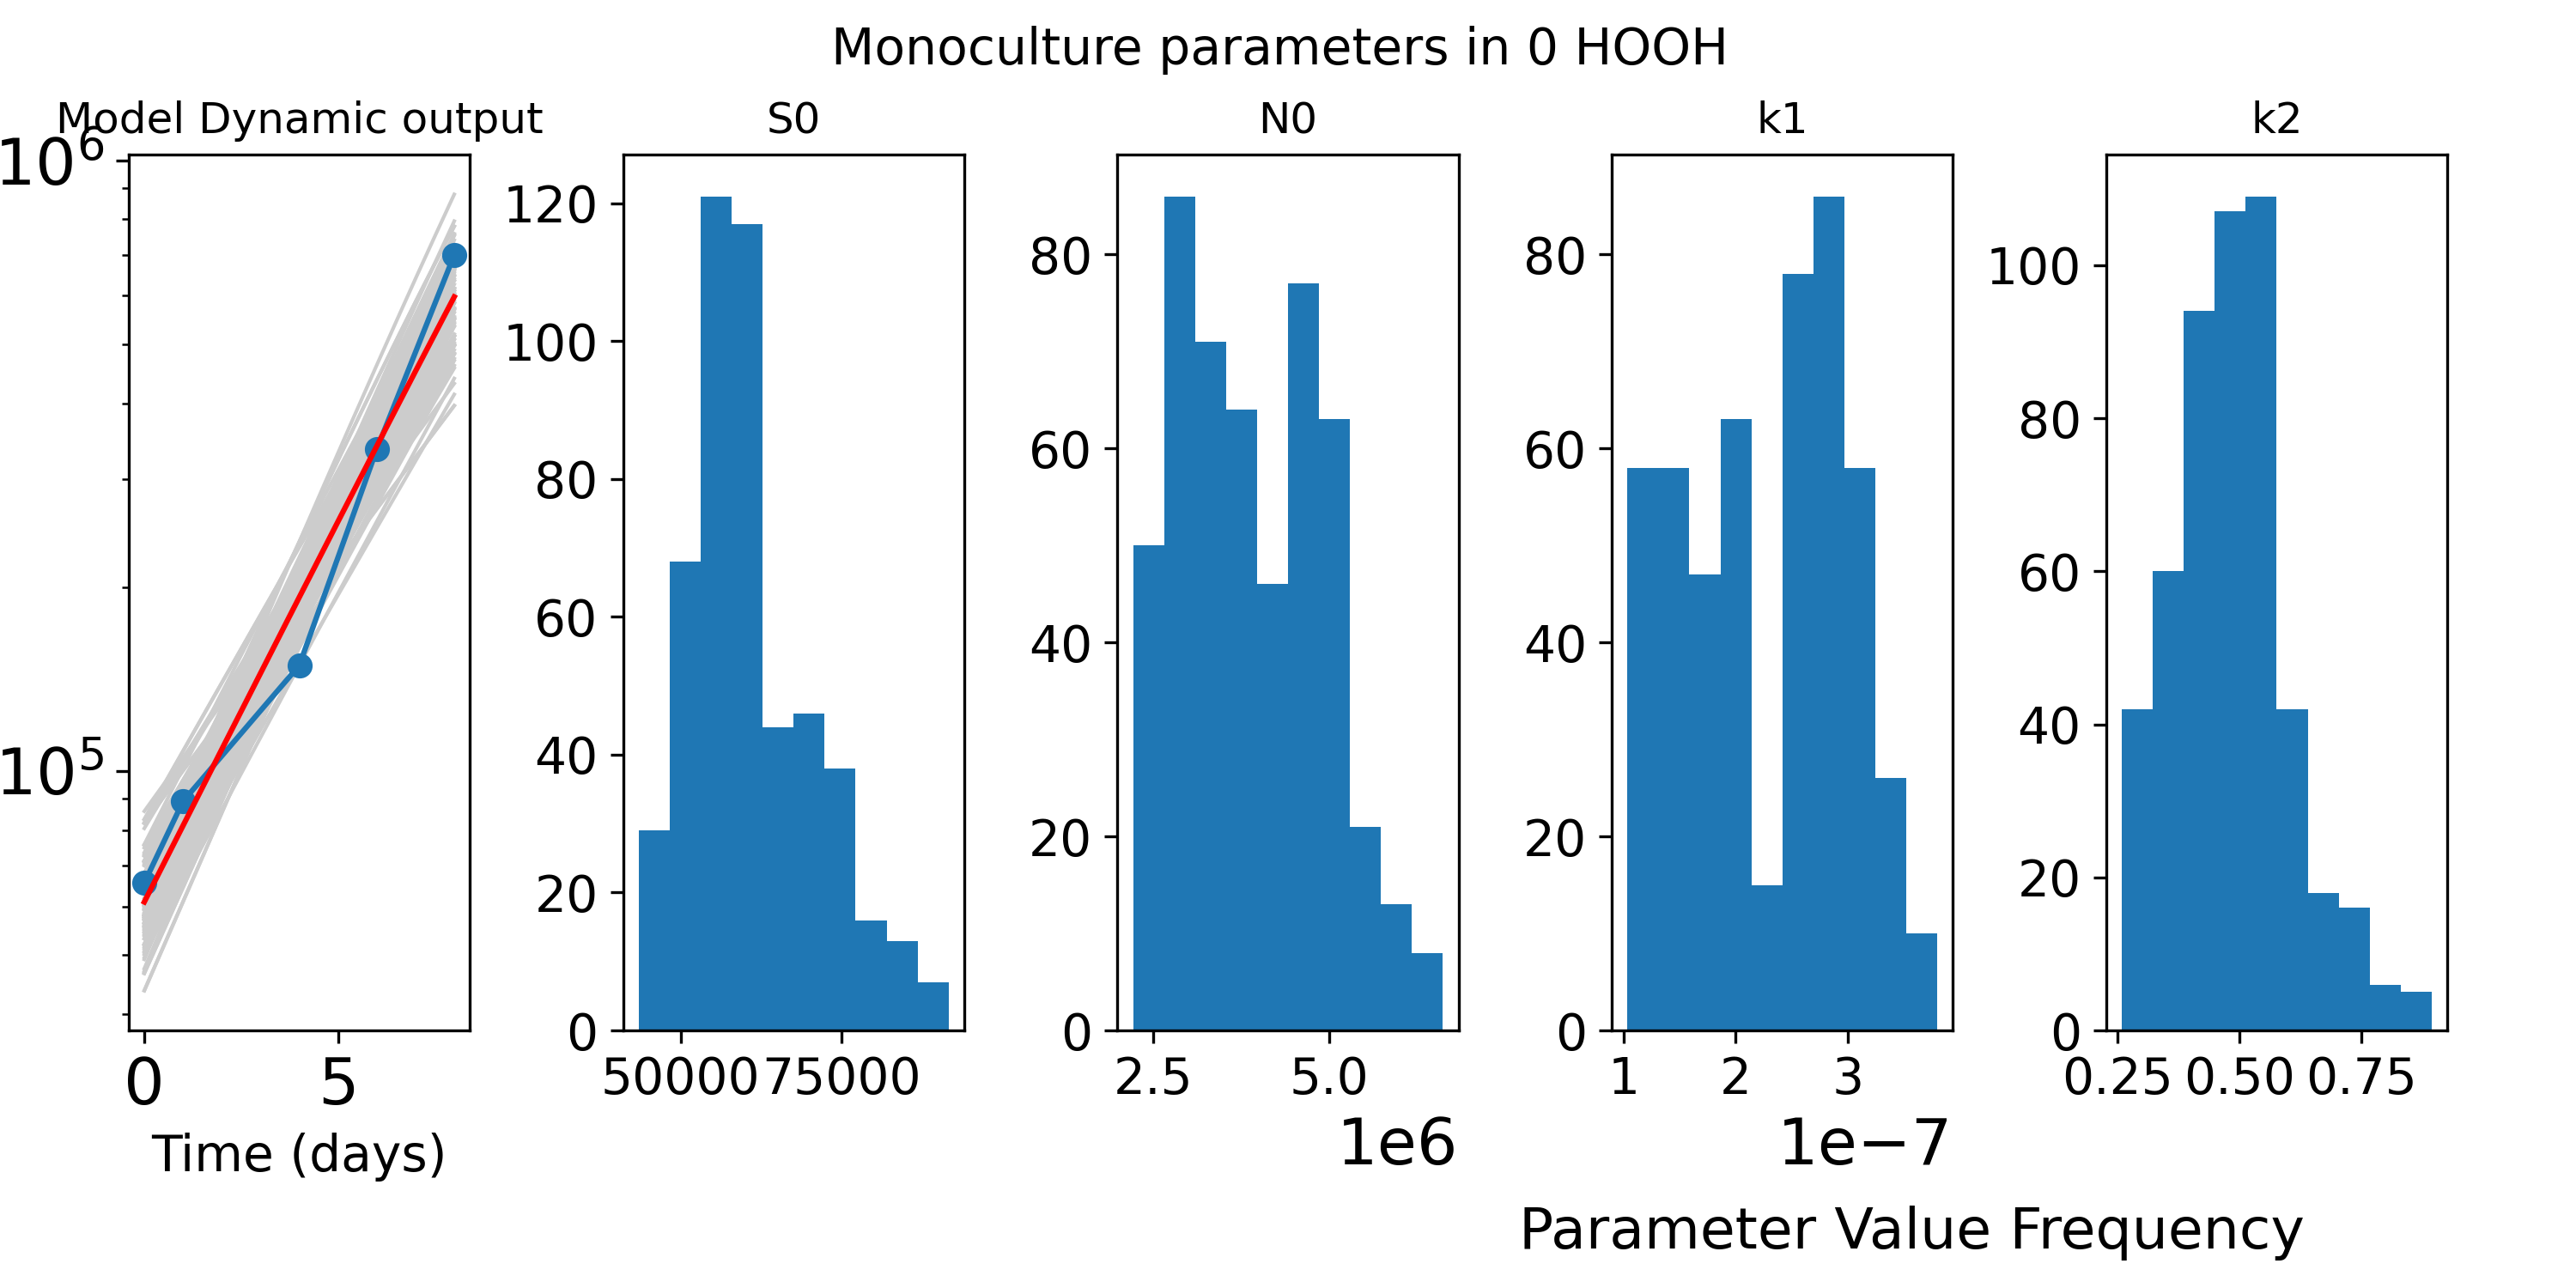 Monoculture parameters in 0 HOOH
Model Dynamic output
10^6
10^5
0 5
Time (days)
S0
120
100
80
60
40
20
0
50000 75000
N0
80
60
40
20
0
2.5 5.0
1e6
k1
80
60
40
20
0
1 2 3
1e−7
k2
100
80
60
40
20
0
0.25 0.50 0.75
Parameter Value Frequency